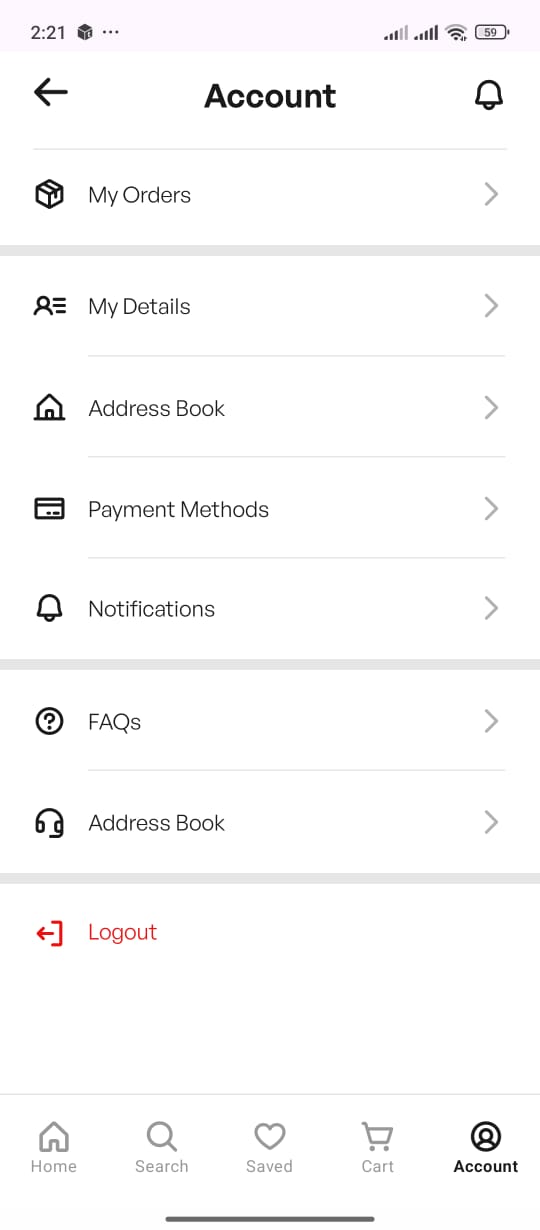 2:21 ...
59
Account
My Orders
My Details
Address Book
Payment Methods
Notifications
FAQs
Address Book
Logout
Home Search Saved Cart Account